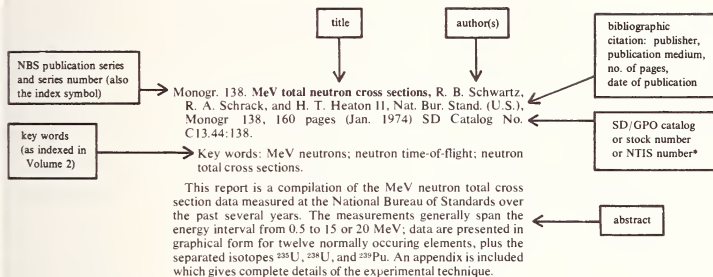 title
author(s)
bibliographic
citation: publisher,
publication medium,
no. of pages,
date of publication
NBS publication series
and series number (also
the index symbol)
Monogr. 138. MeV total neutron cross sections, R. B. Schwartz,
R. A. Schrack, and H. T. Heaton II, Nat. Bur. Stand. (U.S.),
Monogr 138, 160 pages (Jan. 1974) SD Catalog No.
C13.44:138.
SD/GPO catalog
or stock number
or NTIS number*
key words
(as indexed in
Volume 2)
Key words: MeV neutrons; neutron time-of-flight; neutron
total cross sections.
This report is a compilation of the MeV neutron total cross
section data measured at the National Bureau of Standards over
the past several years. The measurements generally span the
energy interval from 0.5 to 15 or 20 MeV; data are presented in
graphical form for twelve normally occuring elements, plus the
separated isotopes ²³⁵U, ²³⁸U, and ²³⁹Pu. An appendix is included
which gives complete details of the experimental technique.
abstract